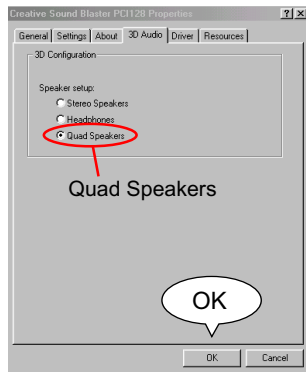 Creative Sound Blaster PCI128 Properties
General Settings About 3D Audio Driver Resources
3D Configuration
Speaker setup:
Stereo Speakers
Headphones
Quad Speakers
Quad Speakers
OK
OK Cancel